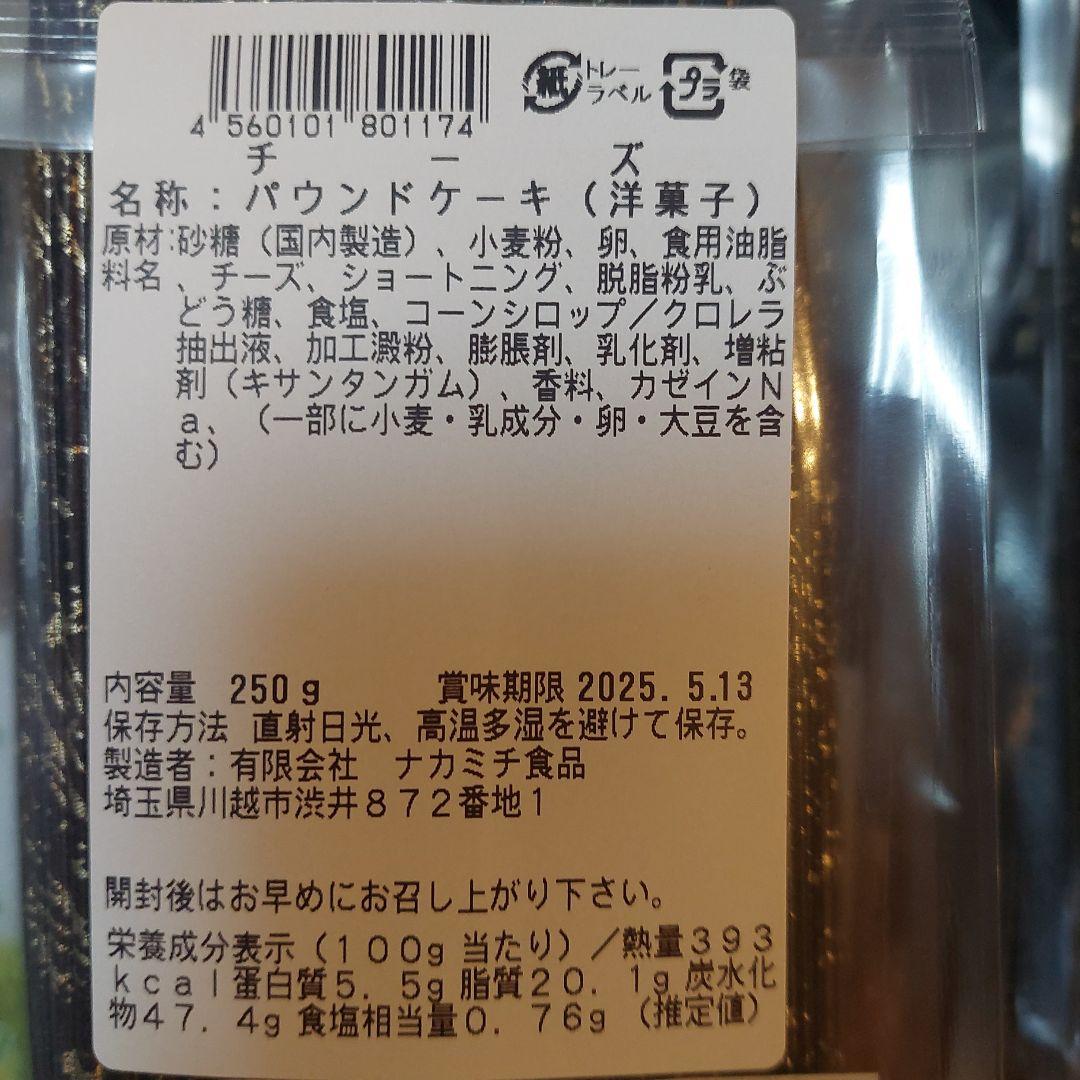 紙 トレー
ラベル
プラ 袋
4 560101 801174
チーズ
名称：パウンドケーキ（洋菓子）
原材:砂糖（国内製造）、小麦粉、卵、食用油脂
料名、チーズ、ショートニング、脱脂粉乳、ぶ
どう糖、食塩、コーンシロップ／クロレラ
抽出液、加工澱粉、膨脹剤、乳化剤、増粘
剤（キサンタンガム）、香料、カゼインＮ
ａ、（一部に小麦・乳成分・卵・大豆を含
む）
内容量 250g 賞味期限 2025. 5.13
保存方法 直射日光、高温多湿を避けて保存。
製造者：有限会社 ナカミチ食品
埼玉県川越市渋井８７２番地１
開封後はお早めにお召し上がり下さい。
栄養成分表示（１００g 当たり）／熱量３９３
ｋｃａｌ蛋白質５．５g 脂質２０．１g 炭水化
物４７．４g 食塩相当量０．７６g（推定値）